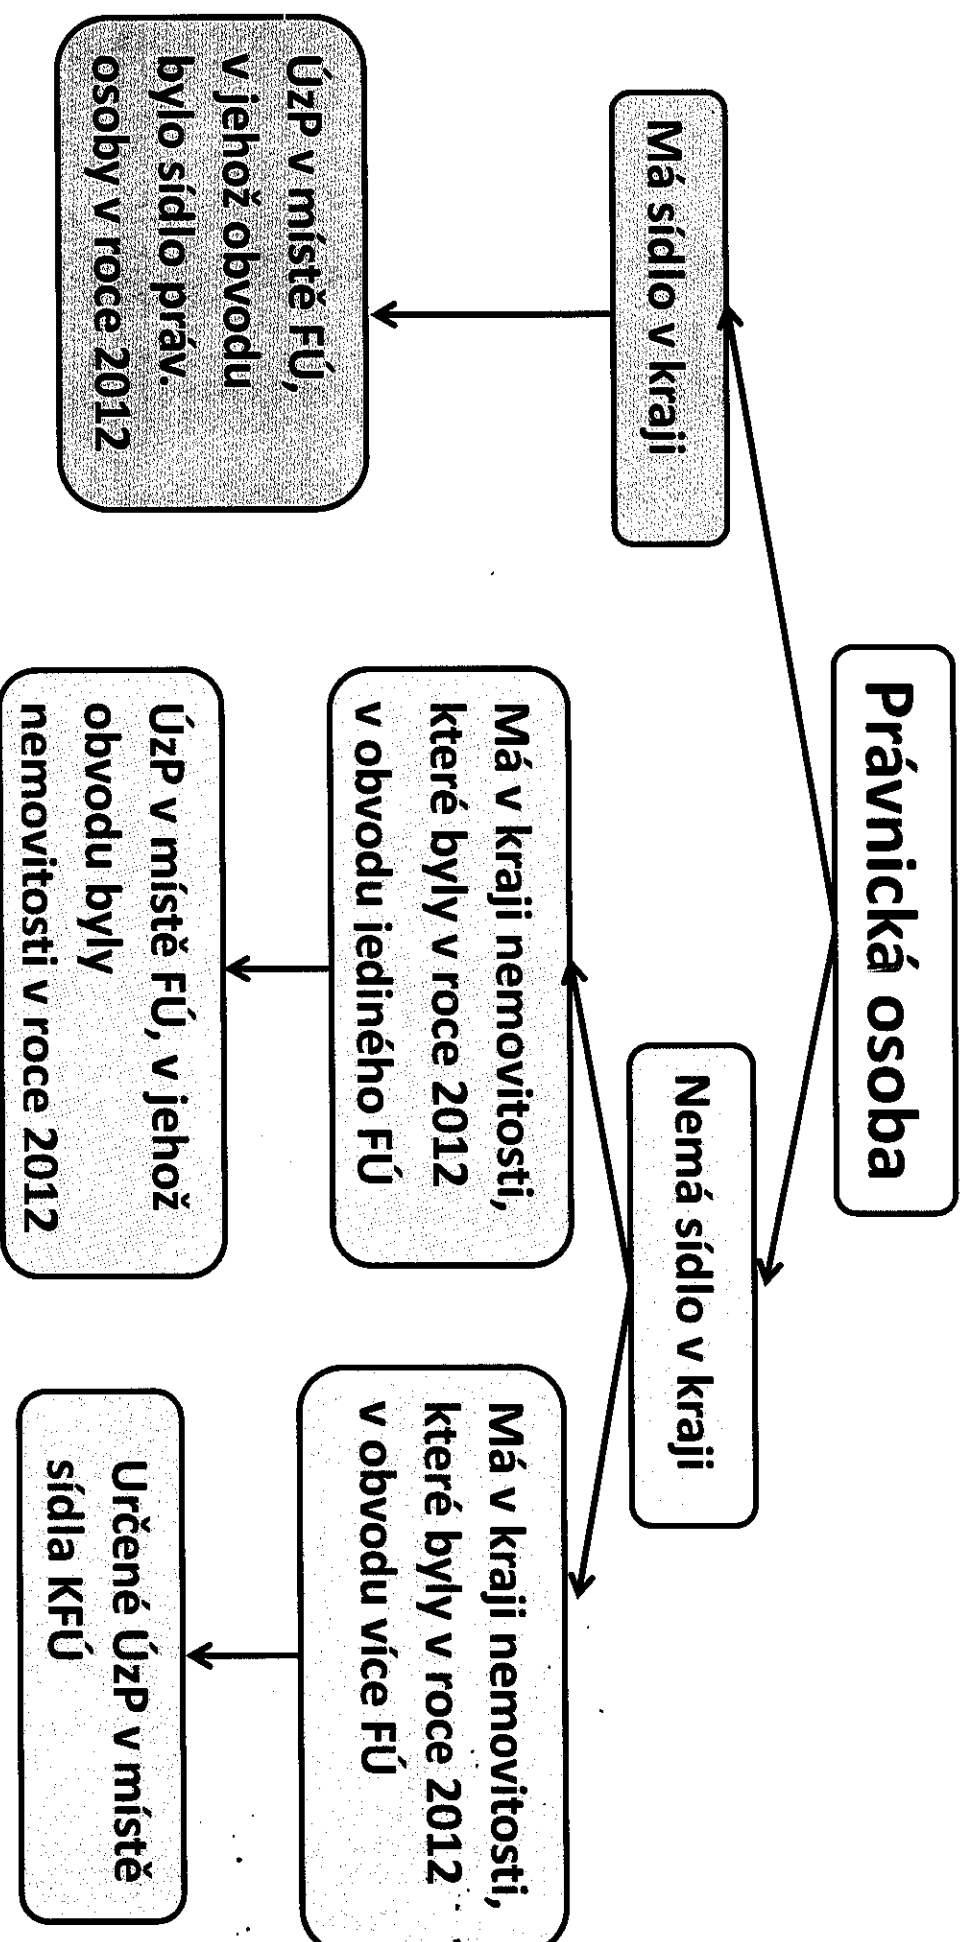 Právnická osoba
Má sídlo v kraji
Nemá sídlo v kraji
ÚzP v místě FÚ,
v jehož obvodu
bylo sídlo práv.
osoby v roce 2012
Má v kraji nemovitosti,
které byly v roce 2012
v obvodu jediného FÚ
Má v kraji nemovitosti,
které byly v roce 2012
v obvodu více FÚ
ÚzP v místě FÚ, v jehož
obvodu byly
nemovitosti v roce 2012
Určené ÚzP v místě
sídla KFÚ